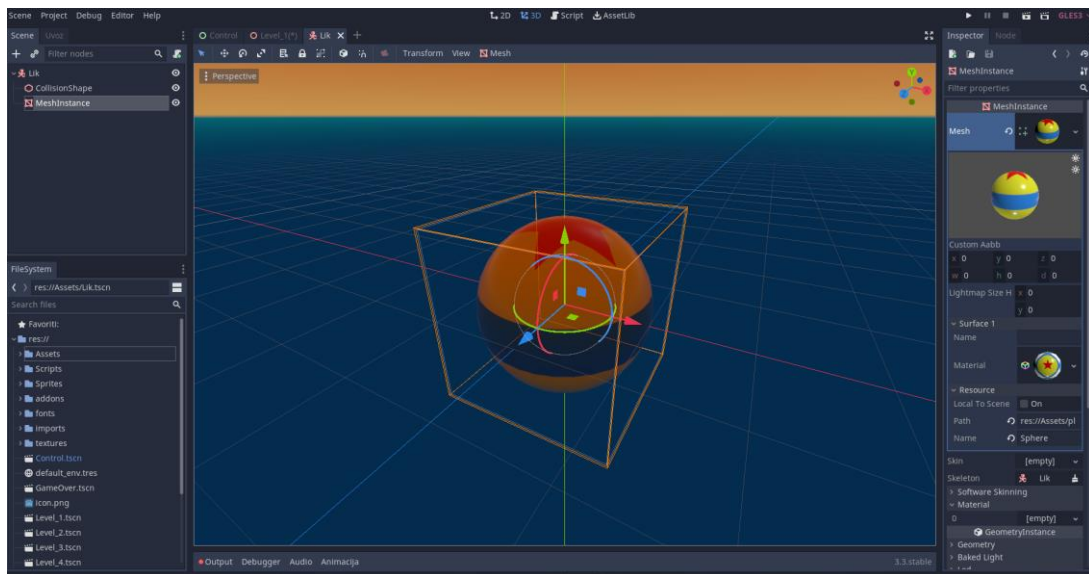 Scene Project Debug Editor Help
2D 3D Script AssetLib
GLES3
Scene Uvoz
Filter nodes
Lik
CollisionShape
MeshInstance
FileSystem
res://Assets/Lik.tscn
Search files
Favoriti:
res://
Assets
Scripts
Sprites
addons
fonts
imports
textures
Control.tscn
default_env.tres
GameOver.tscn
icon.png
Level_1.tscn
Level_2.tscn
Level_3.tscn
Level_4.tscn
Control Level_1(*) Lik
Transform View Mesh
Perspective
Y
X
Z
Output Debugger Audio Animacija
3.3.stable
Inspector Node
MeshInstance
Filter properties
MeshInstance
Mesh
Custom Aabb
x 0 y 0 z 0
w 0 h 0 d 0
Lightmap Size H x 0
y 0
Surface 1
Name
Material
Resource
Local To Scene On
Path res://Assets/pl
Name Sphere
Skin [empty]
Skeleton Lik
Software Skinning
Material
0 [empty]
GeometryInstance
Geometry
Baked Light